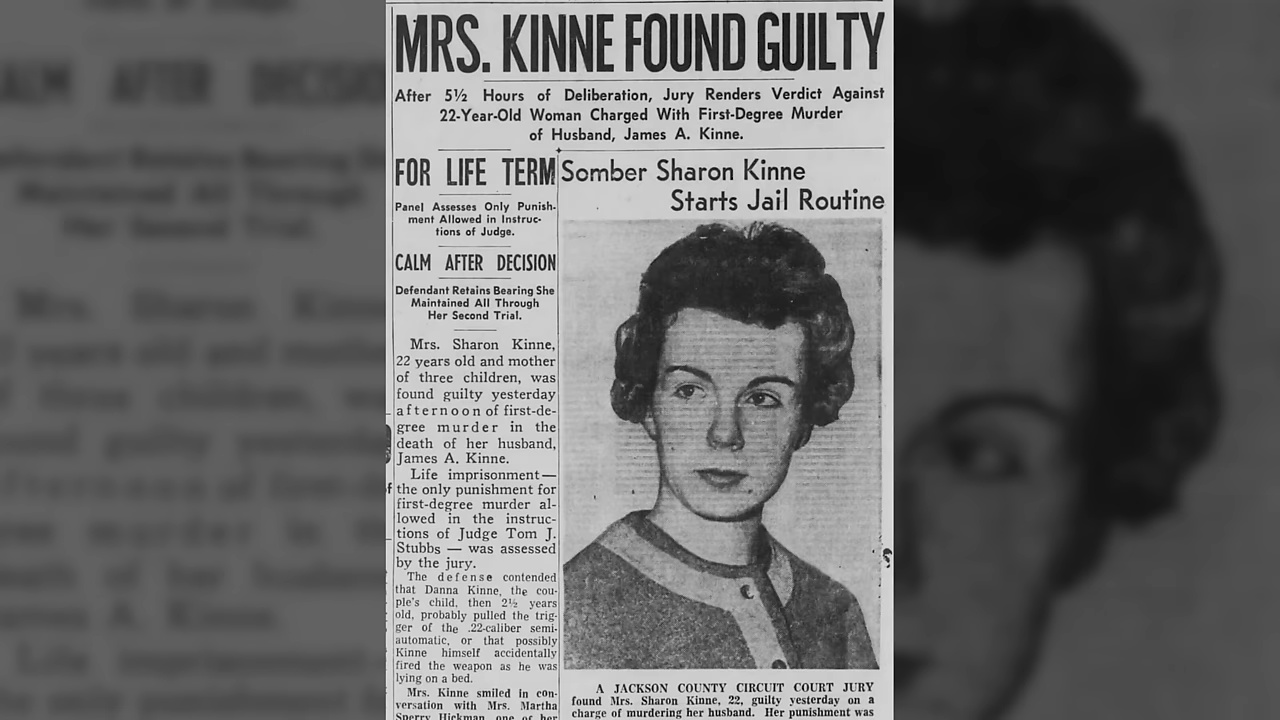 MRS. KINNE FOUND GUILTY
After 5½ Hours of Deliberation, Jury Renders Verdict Against
22-Year-Old Woman Charged With First-Degree Murder
of Husband, James A. Kinne.
FOR LIFE TERM
Panel Assesses Only Punish-
ment Allowed in Instruc-
tions of Judge.
CALM AFTER DECISION
Defendant Retains Bearing She
Maintained All Through
Her Second Trial.
Mrs. Sharon Kinne,
22 years old and mother
of three children, was
found guilty yesterday
afternoon of first-de-
gree murder in the
death of her husband,
James A. Kinne.
Life imprisonment—
the only punishment for
first-degree murder al-
lowed in the instruc-
tions of Judge Tom J.
Stubbs — was assessed
by the jury.
The defense contended
that Danna Kinne, the cou-
ple's child, then 2½ years
old, probably pulled the trig-
ger of the .22-caliber semi-
automatic, or that possibly
Kinne himself accidentally
fired the weapon as he was
lying on a bed.
Mrs. Kinne smiled in con-
versation with Mrs. Martha
Sperry Hickman, one of her
Somber Sharon Kinne
Starts Jail Routine
A JACKSON COUNTY CIRCUIT COURT JURY
found Mrs. Sharon Kinne, 22, guilty yesterday on a
charge of murdering her husband. Her punishment was